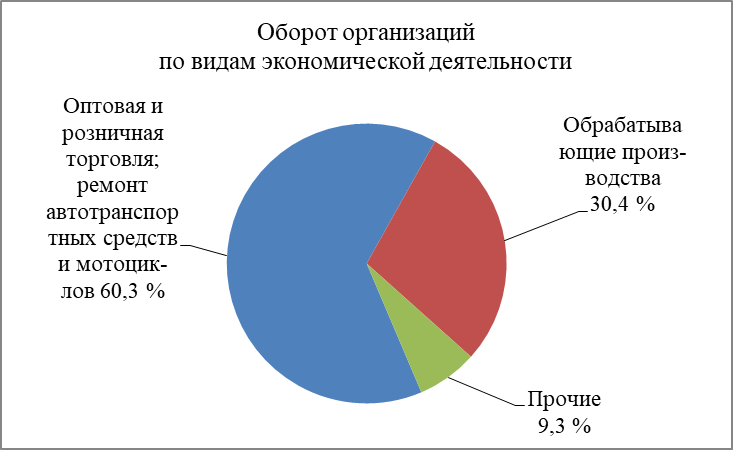 Оборот организаций
по видам экономической деятельности
Оптовая и
розничная
торговля;
ремонт
автотранспор
тных средств
и мотоцик-
лов 60,3 %
Обрабатыва
ющие произ-
водства
30,4 %
Прочие
9,3 %